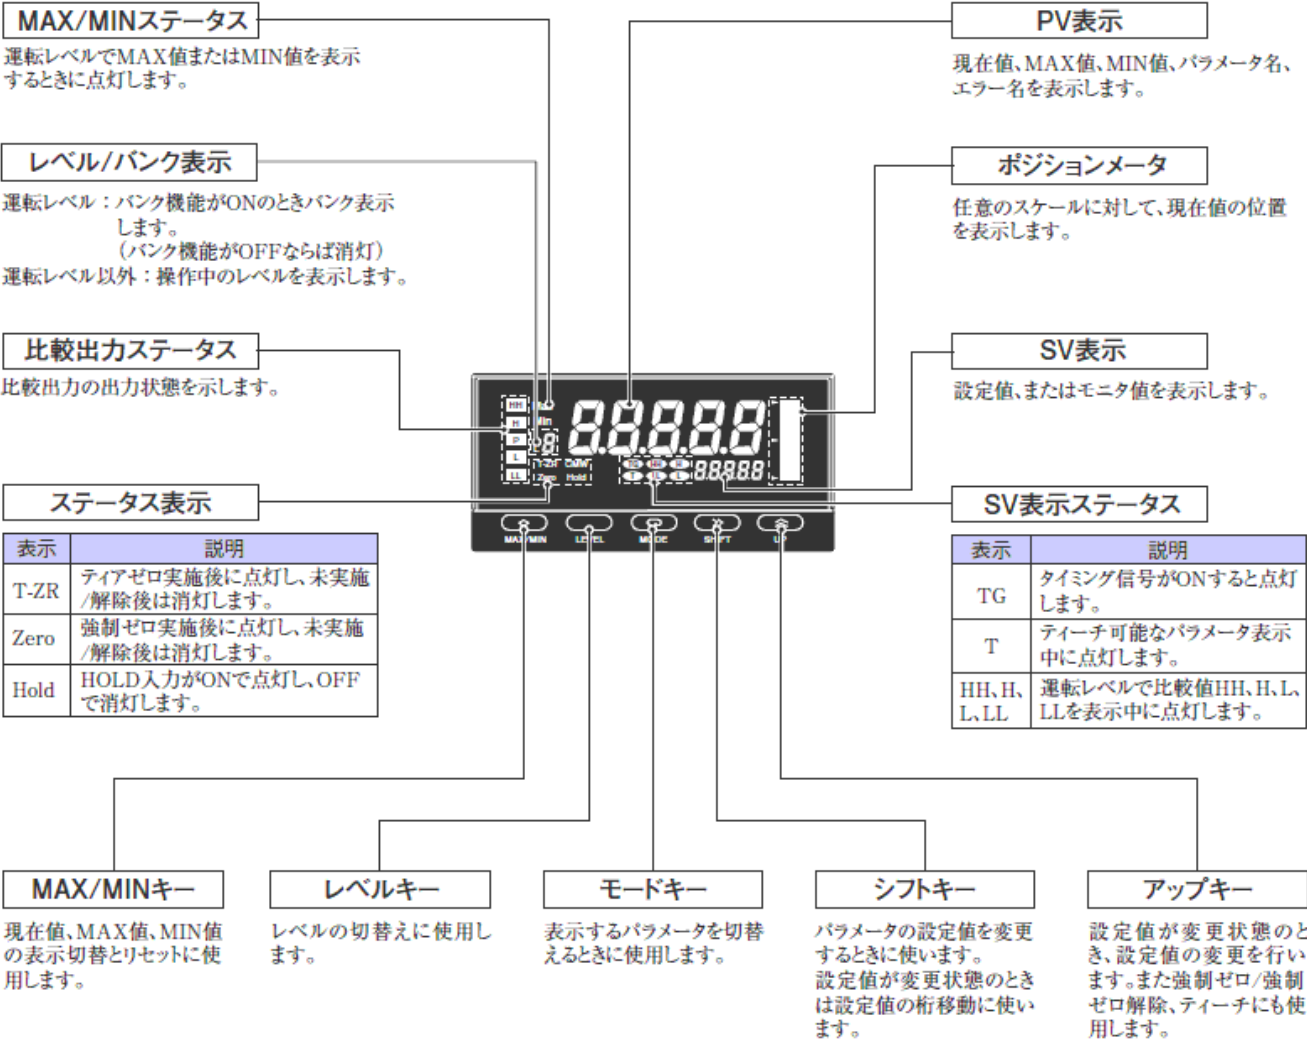 MAX/MINステータス
運転レベルでMAX値またはMIN値を表示
するときに点灯します。
レベル/バンク表示
運転レベル：バンク機能がONのときバンク表示
します。
（バンク機能がOFFならば消灯）
運転レベル以外：操作中のレベルを表示します。
比較出力ステータス
比較出力の出力状態を示します。
ステータス表示
表示 説明
T-ZR ティアゼロ実施後に点灯し、未実施
/解除後は消灯します。
Zero 強制ゼロ実施後に点灯し、未実施
/解除後は消灯します。
Hold HOLD入力がONで点灯し、OFF
で消灯します。
PV表示
現在値、MAX値、MIN値、パラメータ名、
エラー名を表示します。
ポジションメータ
任意のスケールに対して、現在値の位置
を表示します。
SV表示
設定値、またはモニタ値を表示します。
SV表示ステータス
表示 説明
TG タイミング信号がONすると点灯
します。
T ティーチ可能なパラメータ表示
中に点灯します。
HH、H、 運転レベルで比較値HH、H、L、
L、LL LLを表示中に点灯します。
HH
H Min
P 8
L T-ZR CMW TG HH H 88888
LL Zero Hold T LL L
88888
MAX/MIN LEVEL MODE SHIFT UP
MAX/MINキー
現在値、MAX値、MIN値
の表示切替とリセットに使
用します。
レベルキー
レベルの切替えに使用し
ます。
モードキー
表示するパラメータを切替
えるときに使用します。
シフトキー
パラメータの設定値を変更
するときに使います。
設定値が変更状態のとき
は設定値の桁移動に使い
ます。
アップキー
設定値が変更状態のと
き、設定値の変更を行い
ます。また強制ゼロ/強制
ゼロ解除、ティーチにも使
用します。